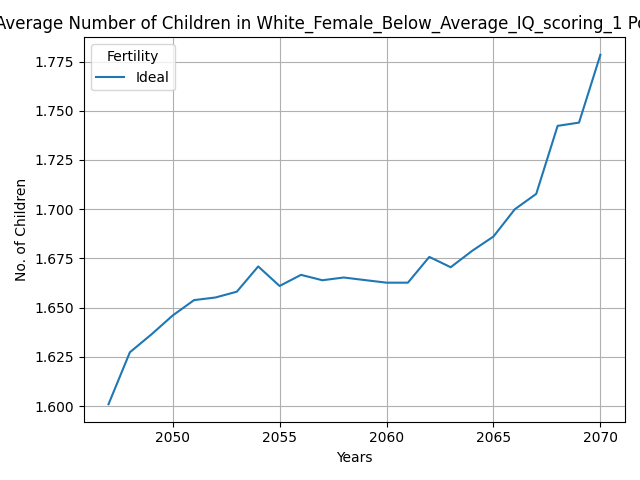 Average Number of Children in White_Female_Below_Average_IQ_scoring_1 Po
Fertility
Ideal
1.775
1.750
1.725
1.700
1.675
1.650
1.625
1.600
No. of Children
2050 2055 2060 2065 2070
Years